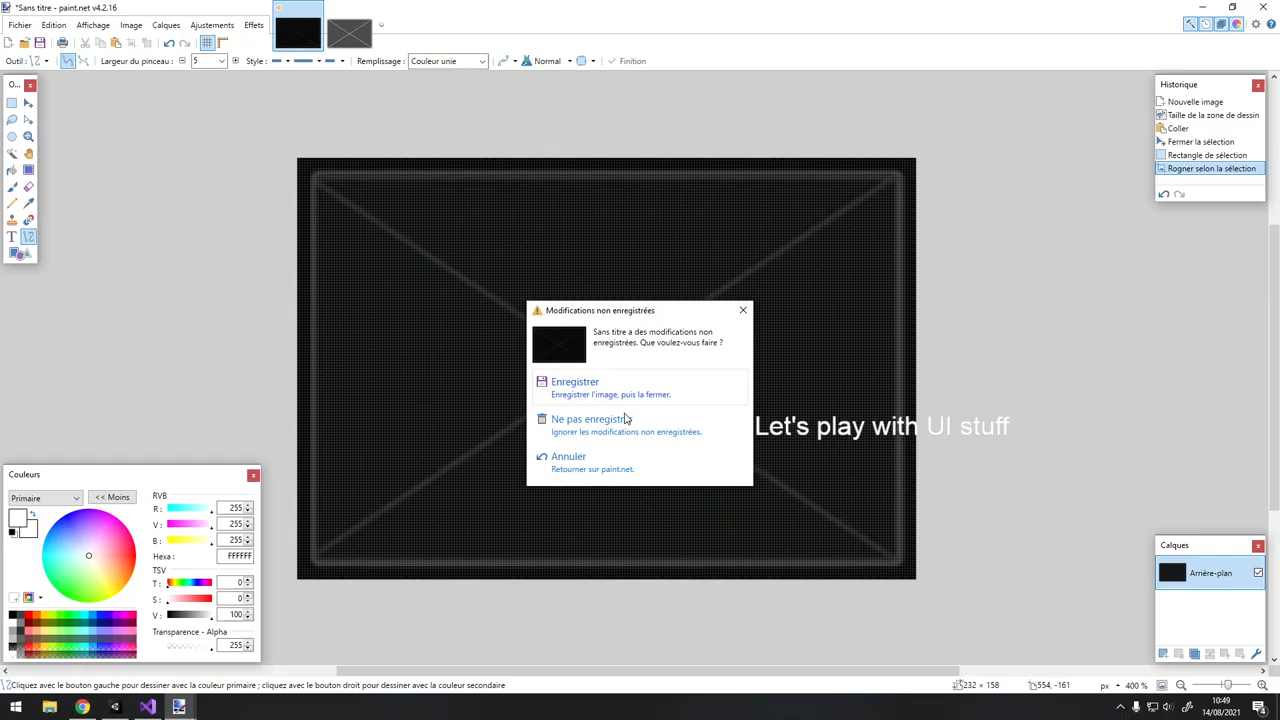 *Sans titre - paint.net v4.2.16
Fichier Edition Affichage Image Calques Ajustements Effets
Outil : Largeur du pinceau : 5 Style : Remplissage : Couleur unie Normal Finition
O...
Historique
Nouvelle image
Taille de la zone de dessin
Coller
Fermer la sélection
Rectangle de sélection
Rogner selon la sélection
Modifications non enregistrées
Sans titre a des modifications non
enregistrées. Que voulez-vous faire ?
Enregistrer
Enregistrer l'image, puis la fermer.
Ne pas enregistrer
Ignorer les modifications non enregistrées.
Annuler
Retourner sur paint.net.
Let's play with UI stuff
Couleurs
Primaire << Moins
RVB
R : 255
V : 255
B : 255
Hexa : FFFFFF
TSV
T : 0
S : 0
V : 100
Transparence - Alpha
255
Calques
Arrière-plan
Cliquez avec le bouton gauche pour dessiner avec la couleur primaire ; cliquez avec le bouton droit pour dessiner avec la couleur secondaire
232 × 158 554, -161 px 400 %
10:49
14/08/2021
4